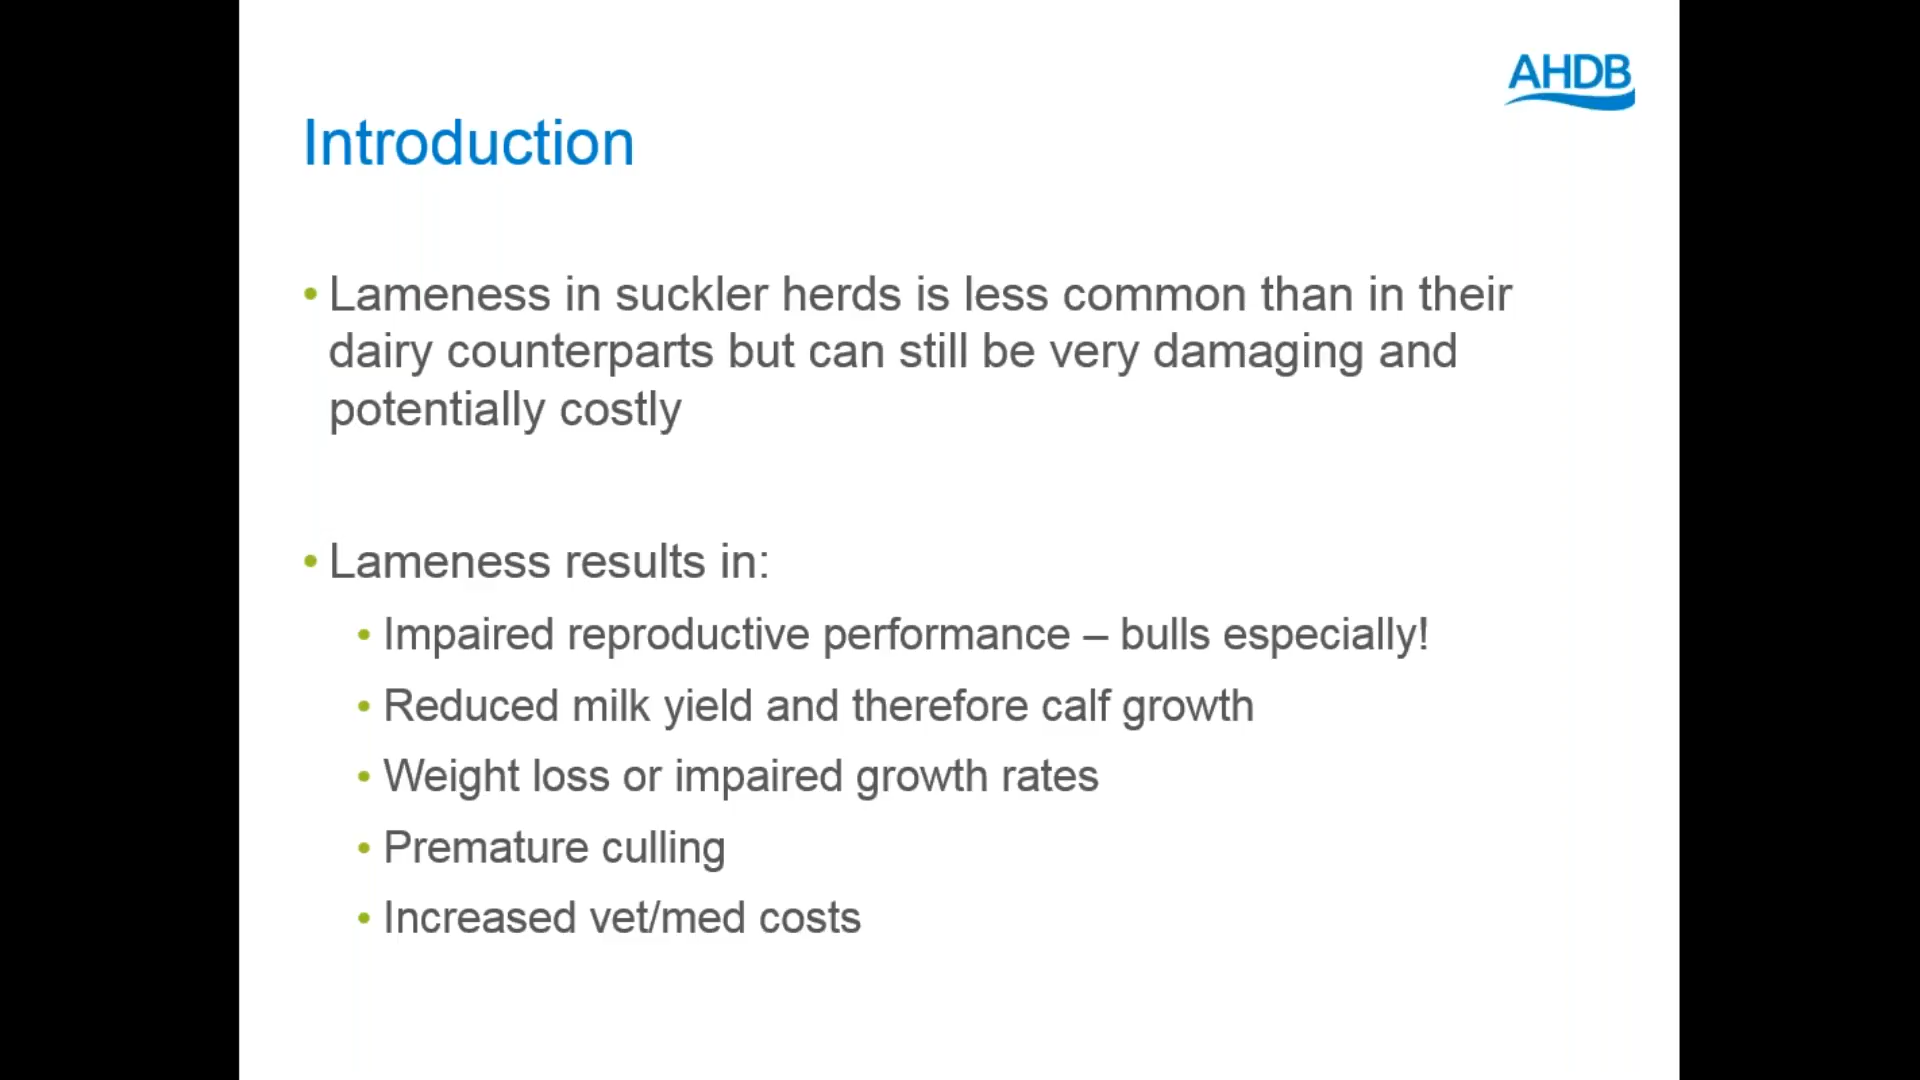 AHDB
Introduction
• Lameness in suckler herds is less common than in their
dairy counterparts but can still be very damaging and
potentially costly
• Lameness results in:
• Impaired reproductive performance – bulls especially!
• Reduced milk yield and therefore calf growth
• Weight loss or impaired growth rates
• Premature culling
• Increased vet/med costs